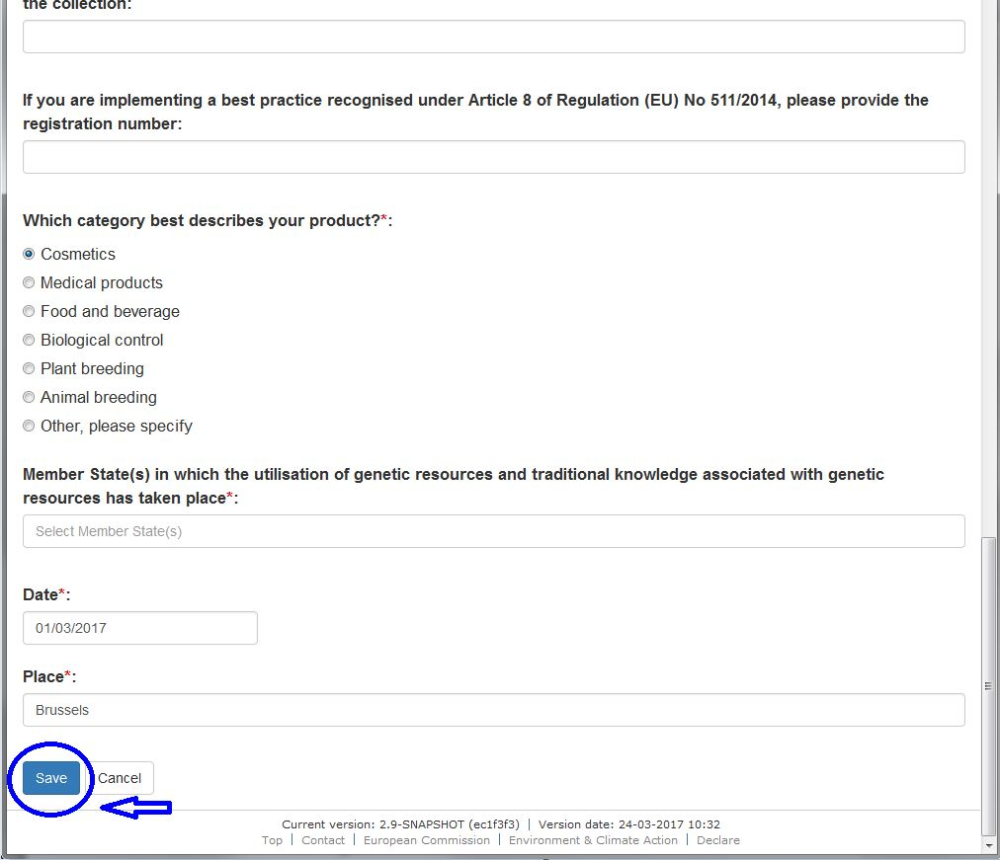 the collection:
If you are implementing a best practice recognised under Article 8 of Regulation (EU) No 511/2014, please provide the
registration number:
Which category best describes your product?*:
Cosmetics
Medical products
Food and beverage
Biological control
Plant breeding
Animal breeding
Other, please specify
Member State(s) in which the utilisation of genetic resources and traditional knowledge associated with genetic
resources has taken place*:
Select Member State(s)
Date*:
01/03/2017
Place*:
Brussels
Save Cancel
Current version: 2.9-SNAPSHOT (ec1f3f3) | Version date: 24-03-2017 10:32
Top | Contact | European Commission | Environment & Climate Action | Declare